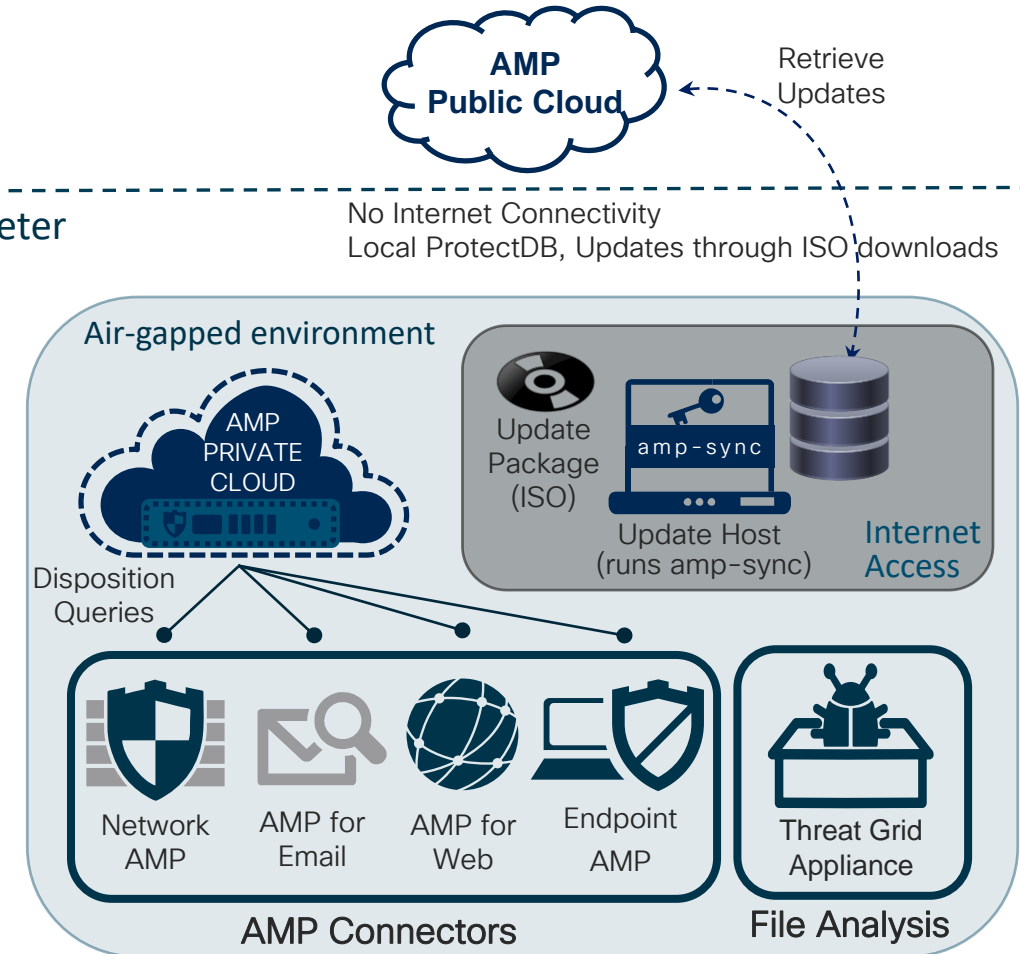 AMP
Public Cloud
Retrieve
Updates
eter
No Internet Connectivity
Local ProtectDB, Updates through ISO downloads
Air-gapped environment
AMP
PRIVATE
CLOUD
Update
Package
(ISO)
amp-sync
Update Host
(runs amp-sync)
Internet
Access
Disposition
Queries
Network
AMP
AMP for
Email
AMP for
Web
Endpoint
AMP
Threat Grid
Appliance
AMP Connectors
File Analysis